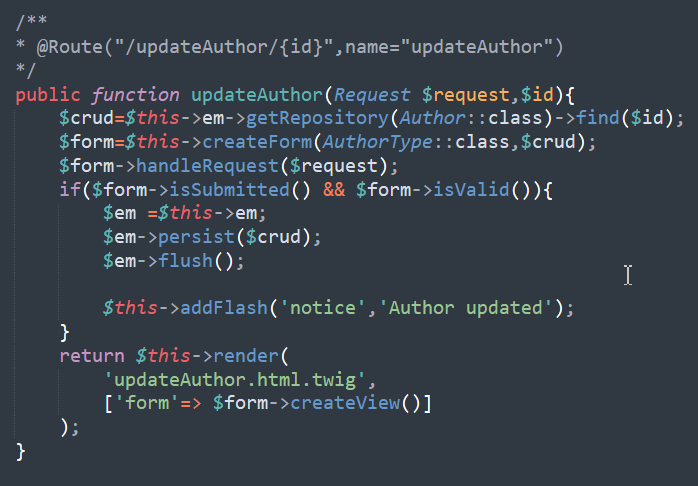 /**
* @Route("/updateAuthor/{id}",name="updateAuthor")
*/
public function updateAuthor(Request $request,$id){
$crud=$this->em->getRepository(Author::class)->find($id);
$form=$this->createForm(AuthorType::class,$crud);
$form->handleRequest($request);
if($form->isSubmitted() && $form->isValid()){
$em =$this->em;
$em->persist($crud);
$em->flush();
$this->addFlash('notice','Author updated');
}
return $this->render(
'updateAuthor.html.twig',
['form'=> $form->createView()]
);
}